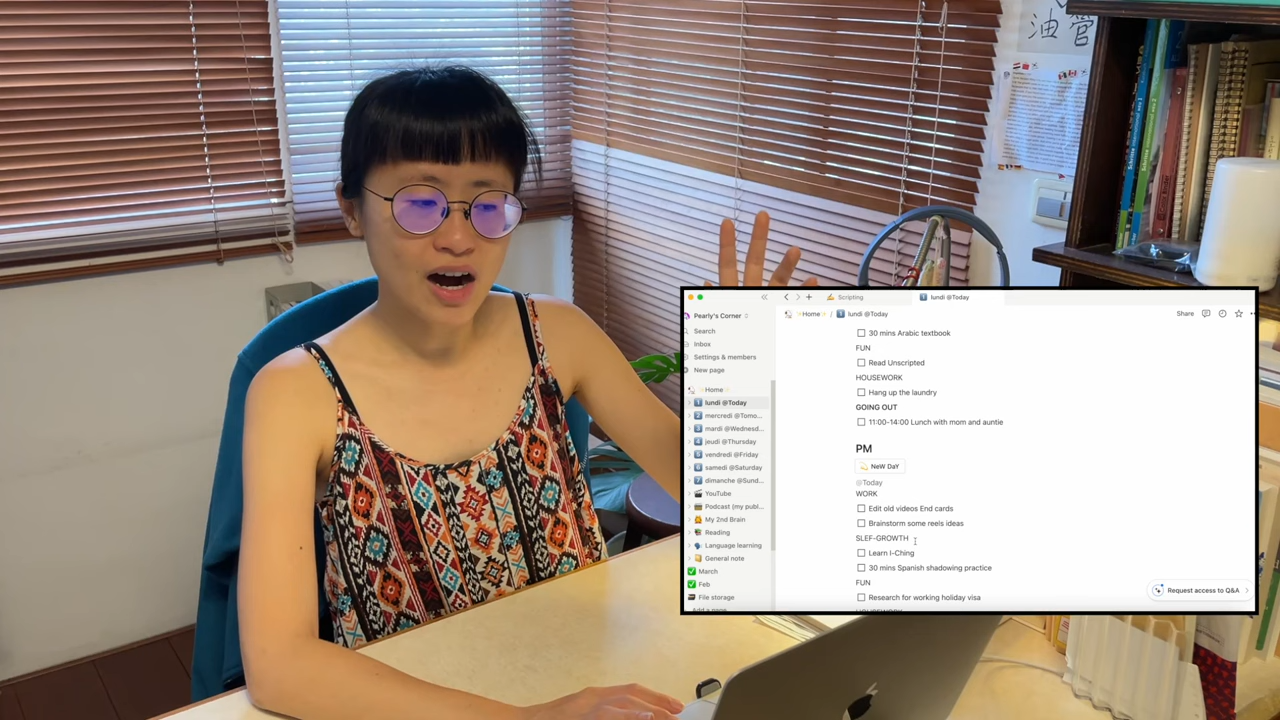 油管
Pearly's Corner
Search
Inbox
Settings & members
New page
Home
lundi @Today
mercredi @Tomo...
mardi @Wednesd...
jeudi @Thursday
vendredi @Friday
samedi @Saturday
dimanche @Sund...
YouTube
Podcast (my publ...
My 2nd Brain
Reading
Language learning
General note
March
Feb
File storage
Scripting
lundi @Today
Home / lundi @Today
Share
30 mins Arabic textbook
FUN
Read Unscripted
HOUSEWORK
Hang up the laundry
GOING OUT
11:00-14:00 Lunch with mom and auntie
PM
NeW DaY
@Today
WORK
Edit old videos End cards
Brainstorm some reels ideas
SLEF-GROWTH
Learn I-Ching
30 mins Spanish shadowing practice
FUN
Research for working holiday visa
Request access to Q&A